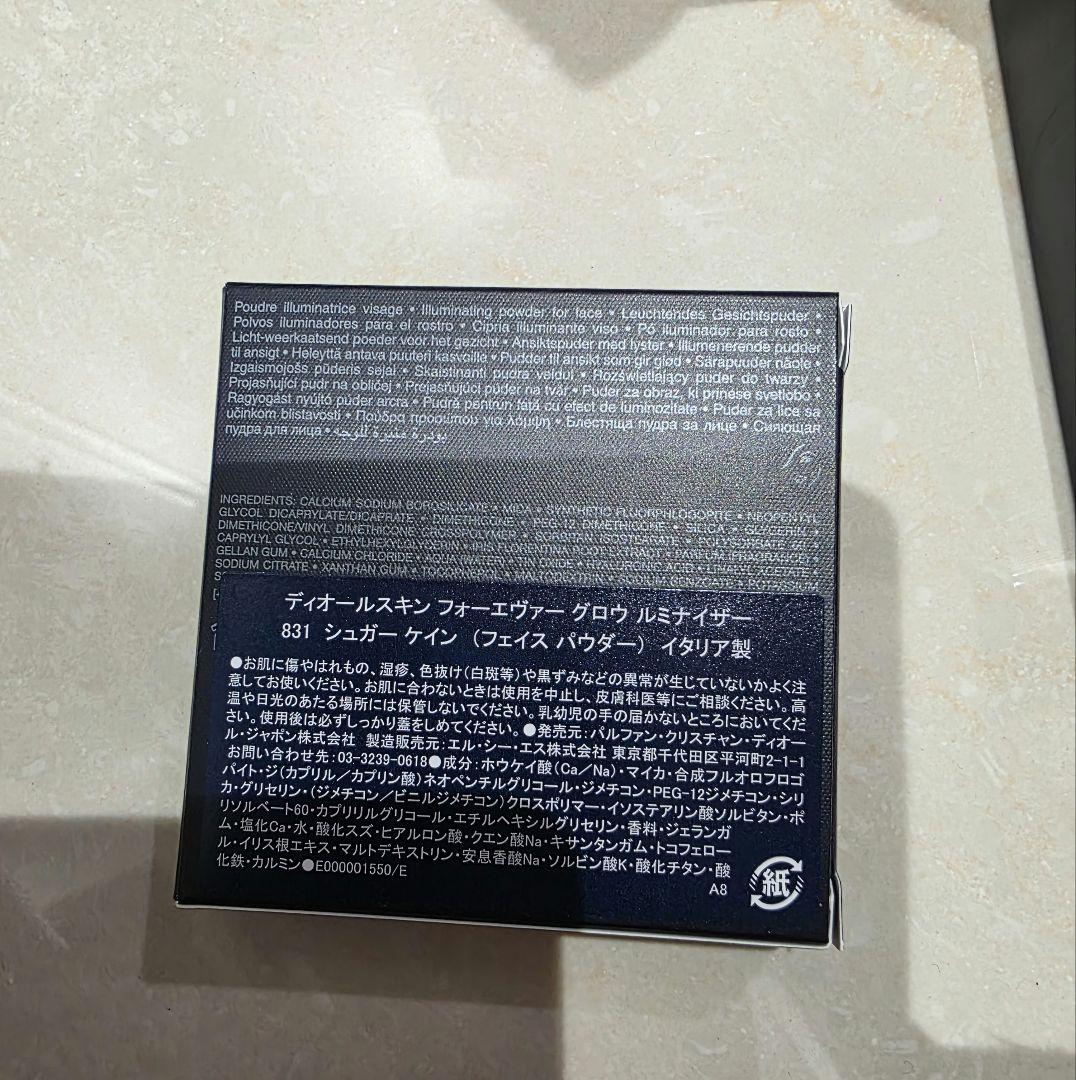 Poudre illuminatrice visage • Illuminating powder for face • Leuchtendes Gesichtspuder
Polvos iluminadores para el rostro • Cipria illuminante viso • Pó iluminador para rosto •
Licht-weerkaatsend poeder voor het gezicht • Ansiktspuder med lyster • Illuminerende pudder
til ansigt • Heleyttä antava puuteri kasvoille • Pudder til ansikt som gir glød • Särapuuder näole •
Izgaismojošs pūderis sejai • Skaistinanti pudra veidui • Rozświetlający puder do twarzy •
Projasňující pudr na obličej • Prejasňujúci púder na tvár • Puder za obraz, ki prinese svetlobo •
Ragyogást nyújtó púder arcra • Pudră pentru față cu efect de luminozitate • Puder za lice sa
učinkom blistavosti • Πούδρα προσώπου για λάμψη • Блестяща пудра за лице • Сияющая
пудра для лица • بودرة منيرة للوجه
INGREDIENTS: CALCIUM SODIUM BOROSILICATE • MICA • SYNTHETIC FLUORPHLOGOPITE • NEOPENTYL
GLYCOL DICAPRYLATE/DICAPRATE • DIMETHICONE • PEG-12 DIMETHICONE • SILICA • GLYCERIN •
DIMETHICONE/VINYL DIMETHICONE CROSSPOLYMER •
CAPRYLYL GLYCOL • ETHYLHEXYLGLYCERIN • IRIS FLORENTINA ROOT EXTRACT • PARFUM (FRAGRANCE) •
GELLAN GUM • CALCIUM CHLORIDE •
SODIUM CITRATE • XANTHAN GUM •
ディオールスキン フォーエヴァー グロウ ルミナイザー
831 シュガー ケイン （フェイス パウダー） イタリア製
●お肌に傷やはれもの、湿疹、色抜け(白斑等)や黒ずみなどの異常が生じていないかよく注
意してお使いください。お肌に合わないときは使用を中止し、皮膚科医等にご相談ください。高
温や日光のあたる場所には保管しないでください。乳幼児の手の届かないところにおいてくだ
さい。使用後は必ずしっかり蓋をしめてください。●発売元：パルファン・クリスチャン・ディオー
ル・ジャポン株式会社 製造販売元：エル・シー・エス株式会社 東京都千代田区平河町2-1-1
お問い合わせ先：03-3239-0618●成分：ホウケイ酸(Ca／Na)・マイカ・合成フルオロフロゴ
パイト・ジ(カプリル／カプリン酸)ネオペンチルグリコール・ジメチコン・PEG-12ジメチコン・シリ
カ・グリセリン・(ジメチコン／ビニルジメチコン)クロスポリマー・イソステアリン酸ソルビタン・ポ
リソルベート60・カプリリルグリコール・エチルヘキシルグリセリン・香料・ジェランガ
ム・塩化Ca・水・酸化スズ・ヒアルロン酸・クエン酸Na・キサンタンガム・トコフェロー
ル・イリス根エキス・マルトデキストリン・安息香酸Na・ソルビン酸K・酸化チタン・酸
化鉄・カルミン●E000001550/E
A8
紙